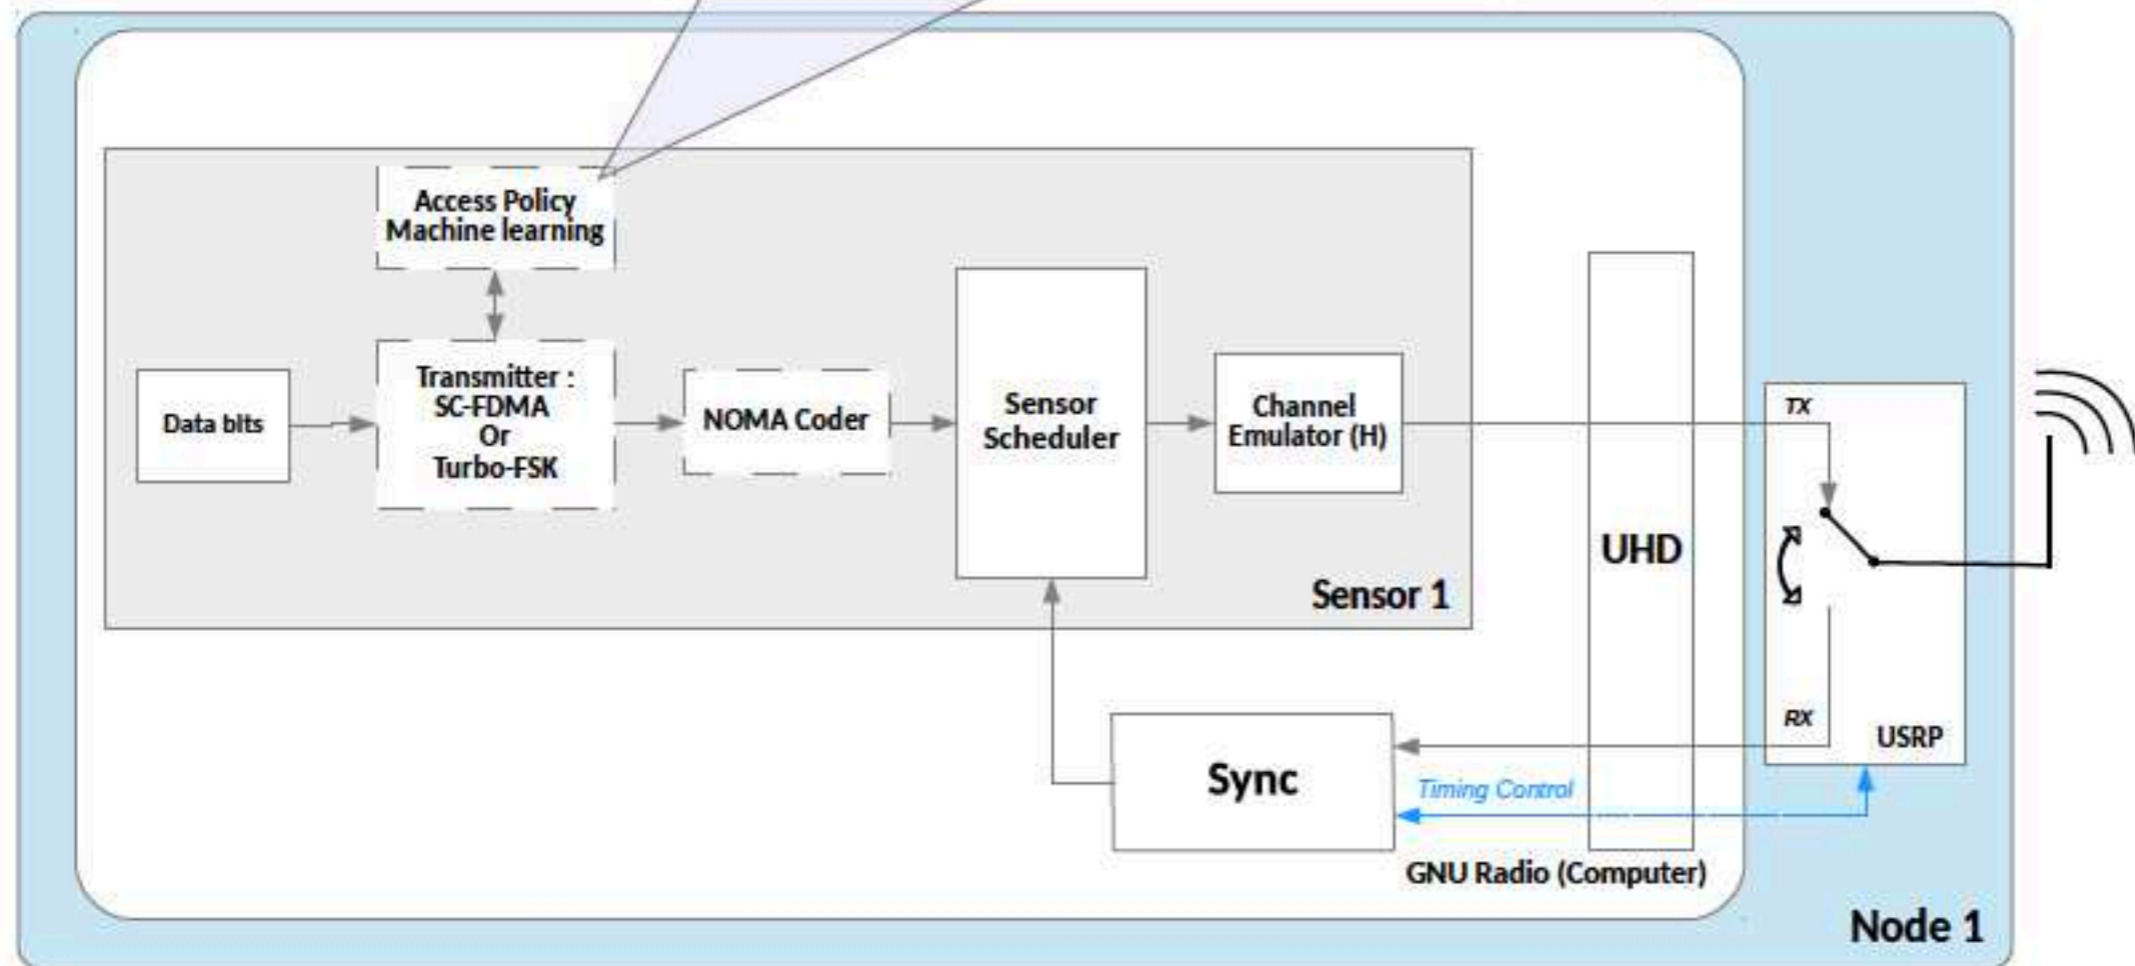 Access Policy
Machine learning
Data bits
Transmitter :
SC-FDMA
Or
Turbo-FSK
NOMA Coder
Sensor
Scheduler
Channel
Emulator (H)
Sensor 1
UHD
TX
RX
USRP
Sync
Timing Control
GNU Radio (Computer)
Node 1